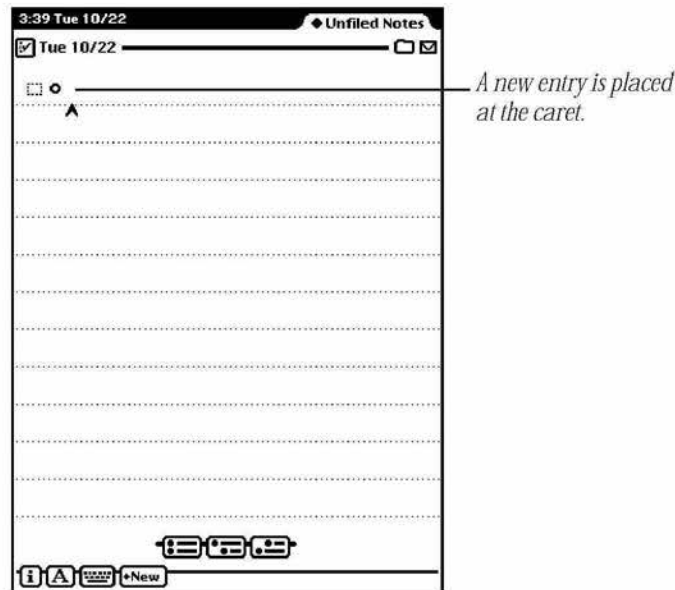 3:39 Tue 10/22
◆Unfiled Notes
Tue 10/22
A new entry is placed
at the caret.
i
A
•New